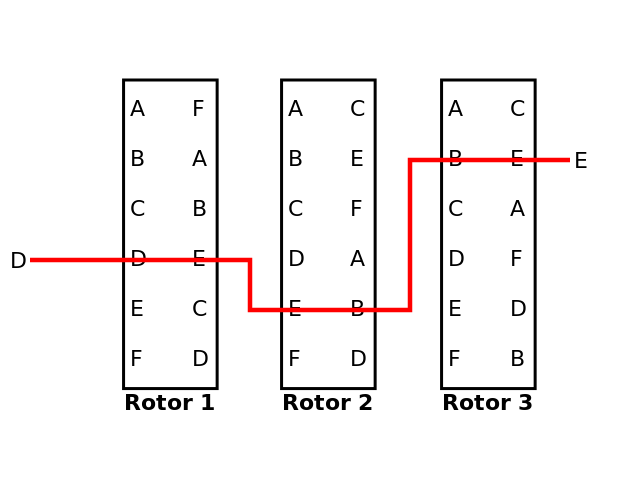 A F A C A C
B A B E B E E
C B C F C A
D D E D A D F
E C E B E D
F D F D F B
Rotor 1 Rotor 2 Rotor 3